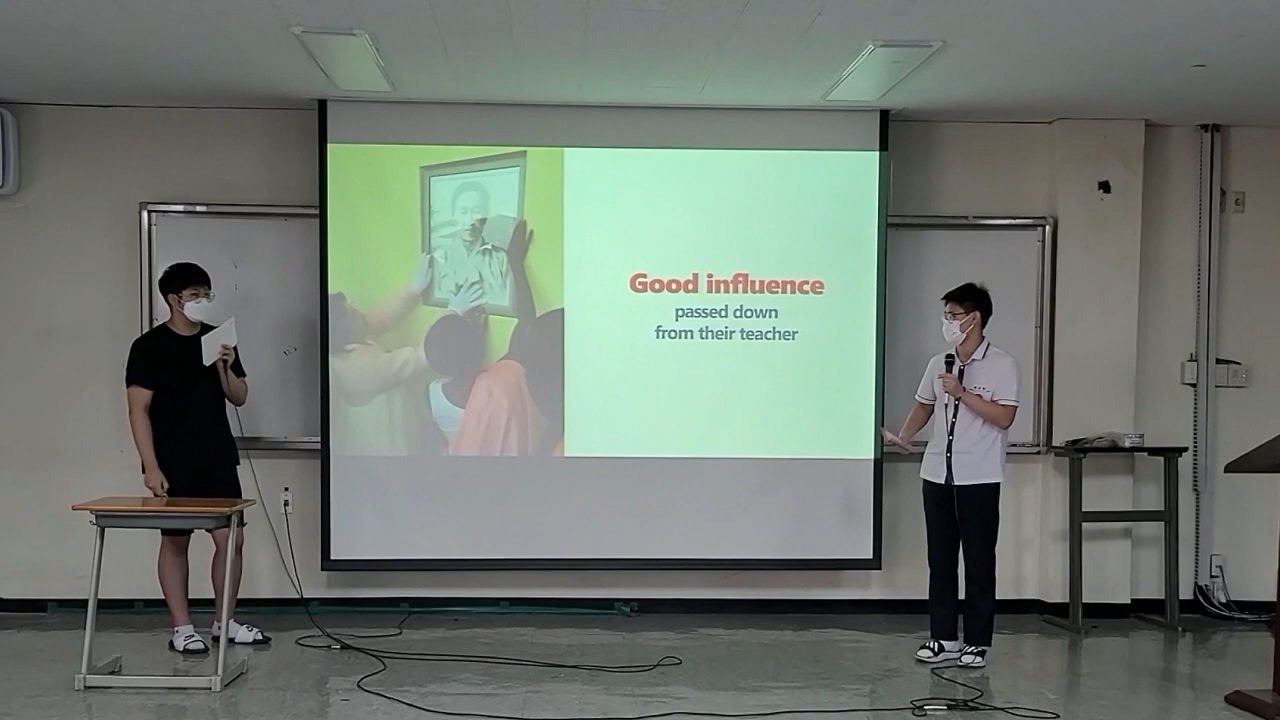 Good influence
passed down
from their teacher